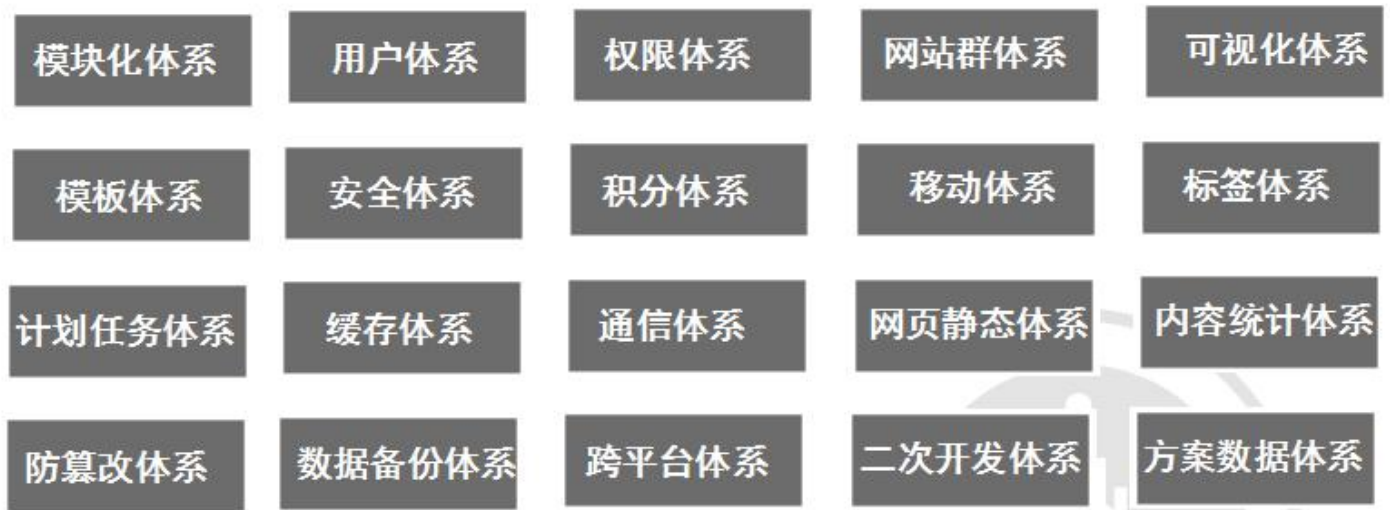 模块化体系
用户体系
权限体系
网站群体系
可视化体系
模板体系
安全体系
积分体系
移动体系
标签体系
计划任务体系
缓存体系
通信体系
网页静态体系
内容统计体系
防篡改体系
数据备份体系
跨平台体系
二次开发体系
方案数据体系